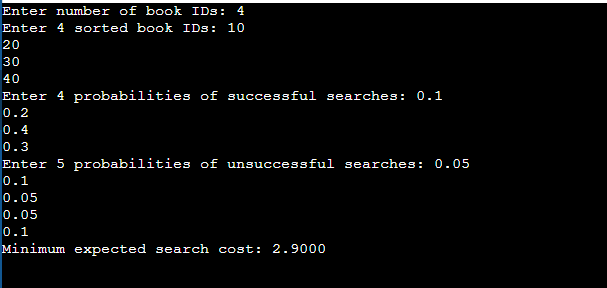 Enter number of book IDs: 4
Enter 4 sorted book IDs: 10
20
30
40
Enter 4 probabilities of successful searches: 0.1
0.2
0.4
0.3
Enter 5 probabilities of unsuccessful searches: 0.05
0.1
0.05
0.05
0.1
Minimum expected search cost: 2.9000